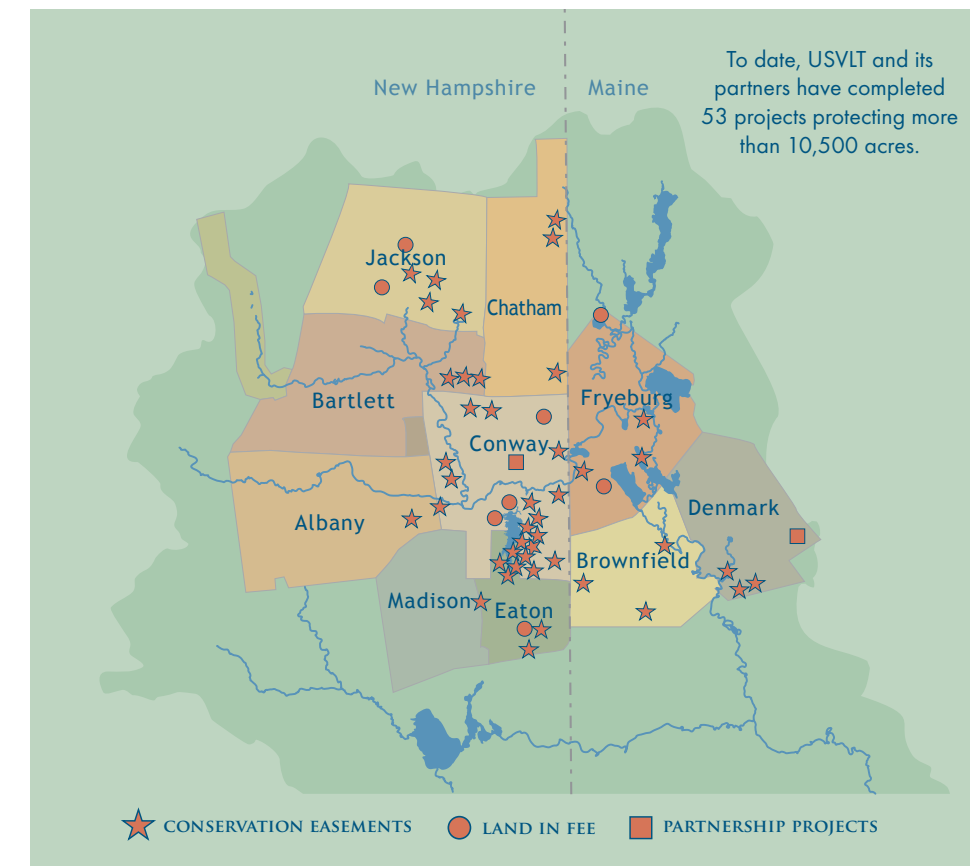 To date, USVLT and its
partners have completed
53 projects protecting more
than 10,500 acres.
New Hampshire
Maine
Jackson
Chatham
Bartlett
Fryeburg
Conway
Denmark
Albany
Brownfield
Madison
Eaton
CONSERVATION EASEMENTS
LAND IN FEE
PARTNERSHIP PROJECTS